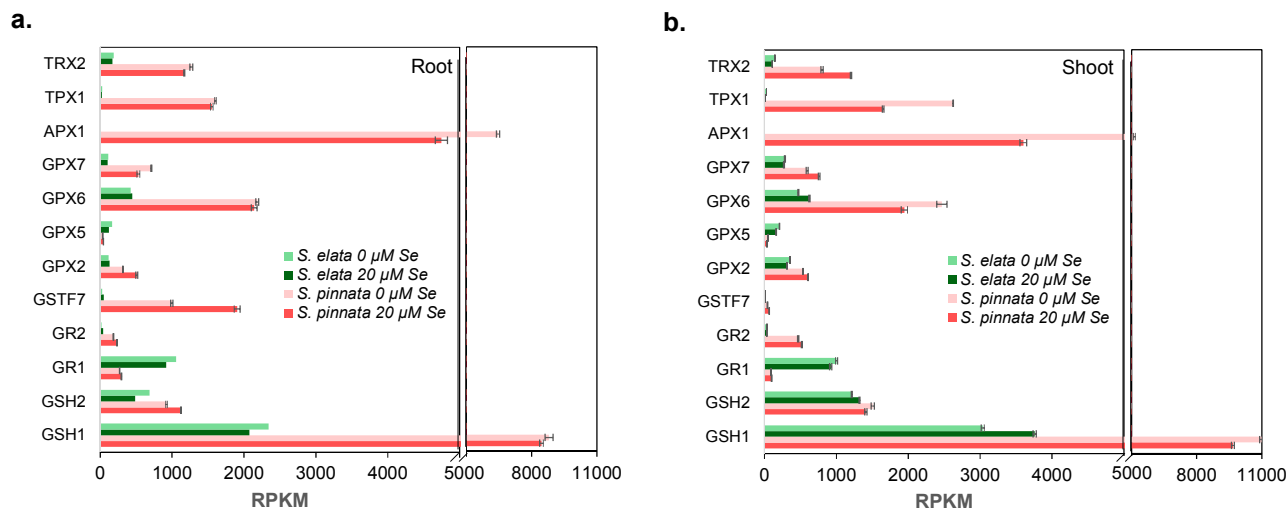 a.
Root
TRX2
TPX1
APX1
GPX7
GPX6
GPX5
GPX2
GSTF7
GR2
GR1
GSH2
GSH1
S. elata 0 µM Se
S. elata 20 µM Se
S. pinnata 0 µM Se
S. pinnata 20 µM Se
0 1000 2000 3000 4000 5000 8000 11000
RPKM
b.
Shoot
TRX2
TPX1
APX1
GPX7
GPX6
GPX5
GPX2
GSTF7
GR2
GR1
GSH2
GSH1
S. elata 0 µM Se
S. elata 20 µM Se
S. pinnata 0 µM Se
S. pinnata 20 µM Se
0 1000 2000 3000 4000 5000 8000 11000
RPKM